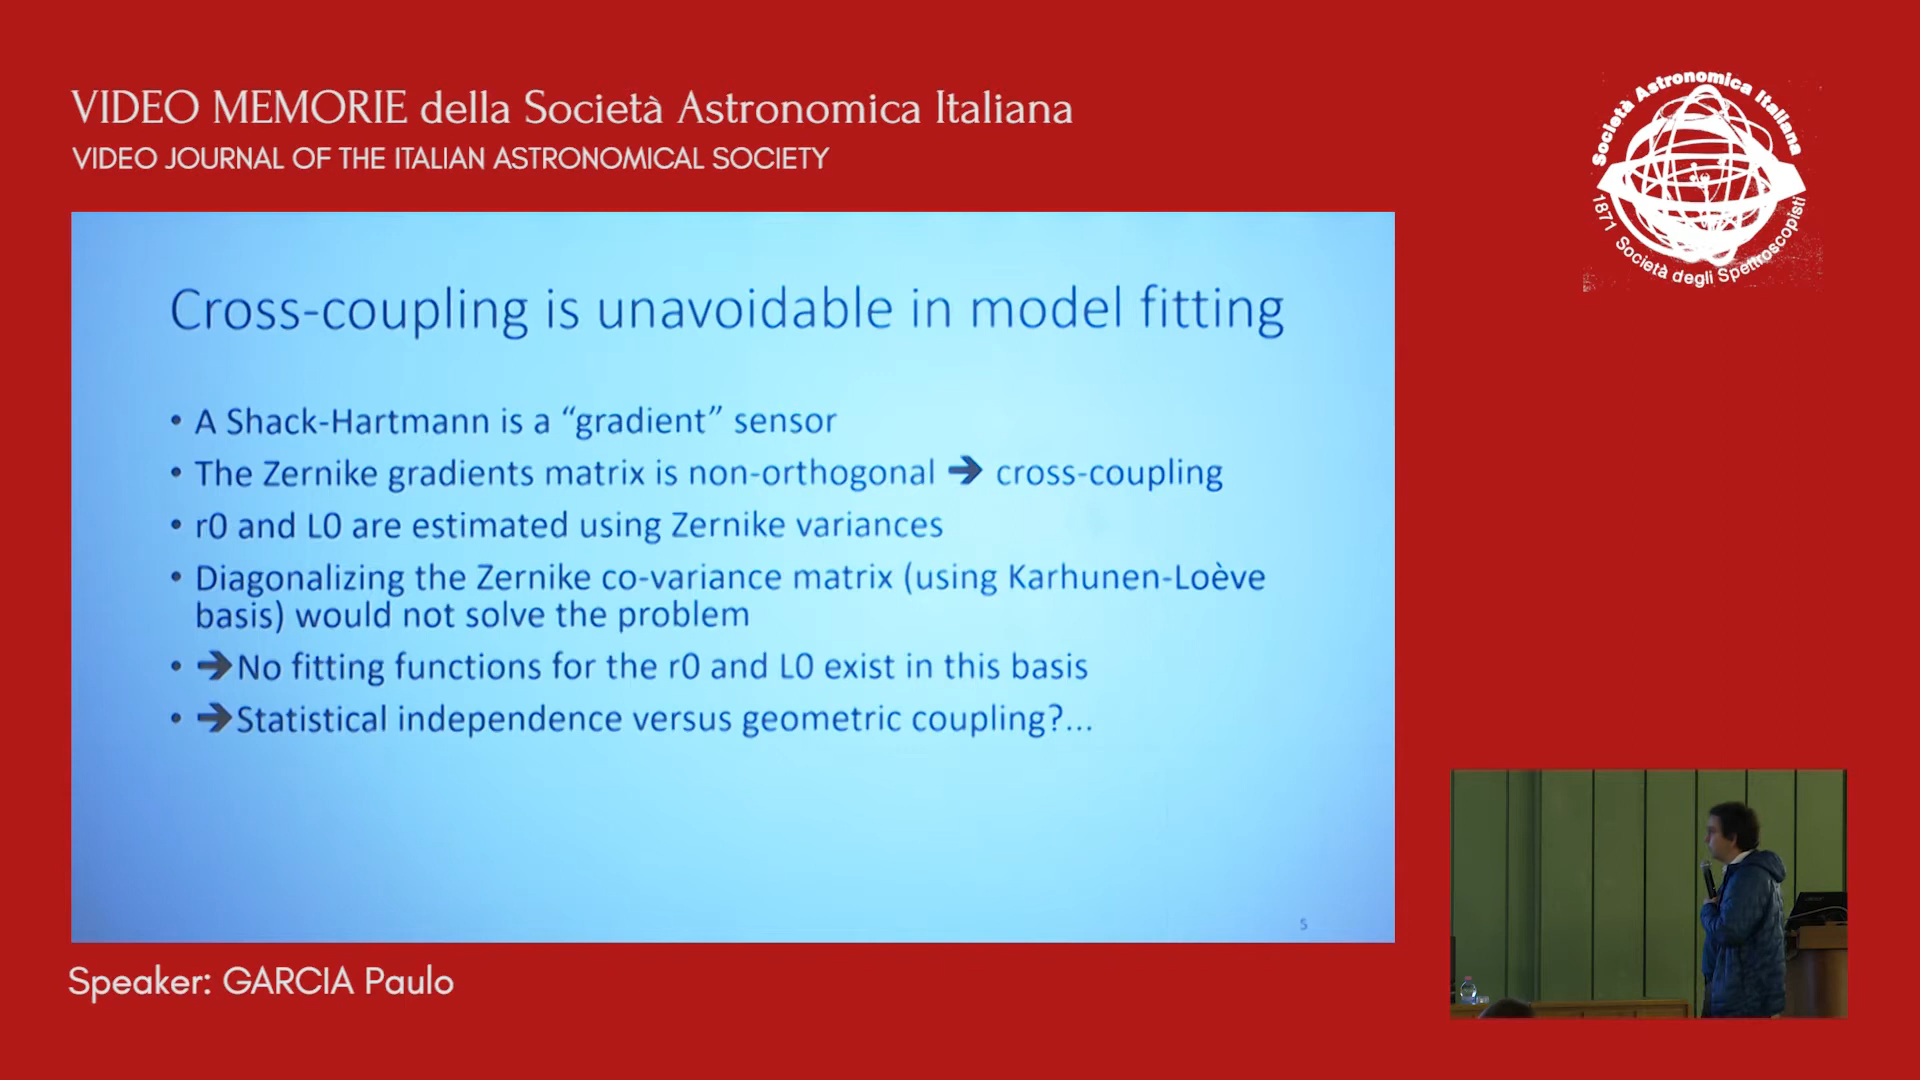 VIDEO MEMORIE della Società Astronomica Italiana
VIDEO JOURNAL OF THE ITALIAN ASTRONOMICAL SOCIETY
Società Astronomica Italiana
1871 Società degli Spettroscopisti
Cross-coupling is unavoidable in model fitting
• A Shack-Hartmann is a “gradient” sensor
• The Zernike gradients matrix is non-orthogonal ➔ cross-coupling
• r0 and L0 are estimated using Zernike variances
• Diagonalizing the Zernike co-variance matrix (using Karhunen-Loève
basis) would not solve the problem
• ➔No fitting functions for the r0 and L0 exist in this basis
• ➔Statistical independence versus geometric coupling?...
5
Speaker: GARCIA Paulo